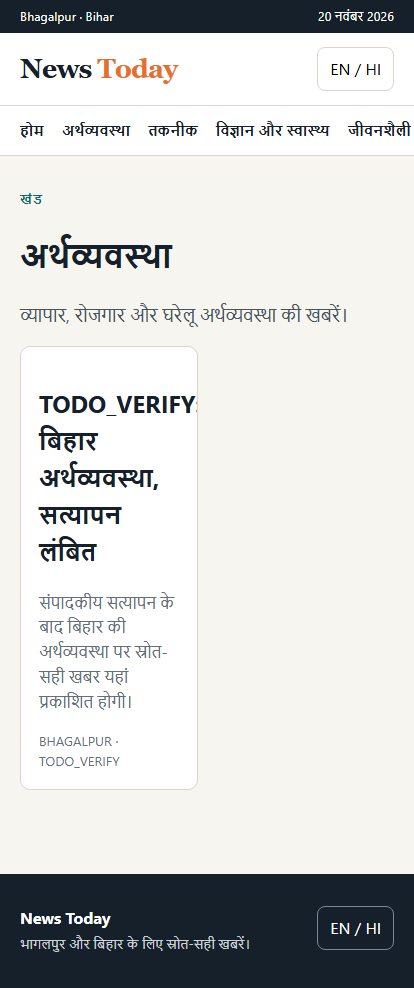 Bhagalpur · Bihar
20 नवंबर 2026
News Today
EN / HI
होम अर्थव्यवस्था तकनीक विज्ञान और स्वास्थ्य जीवनशैली
खंड
अर्थव्यवस्था
व्यापार, रोजगार और घरेलू अर्थव्यवस्था की खबरें।
TODO_VERIFY:
बिहार
अर्थव्यवस्था,
सत्यापन
लंबित
संपादकीय सत्यापन के
बाद बिहार की
अर्थव्यवस्था पर स्रोत-
सही खबर यहां
प्रकाशित होगी।
BHAGALPUR ·
TODO_VERIFY
News Today
भागलपुर और बिहार के लिए स्रोत-सही खबरें।
EN / HI